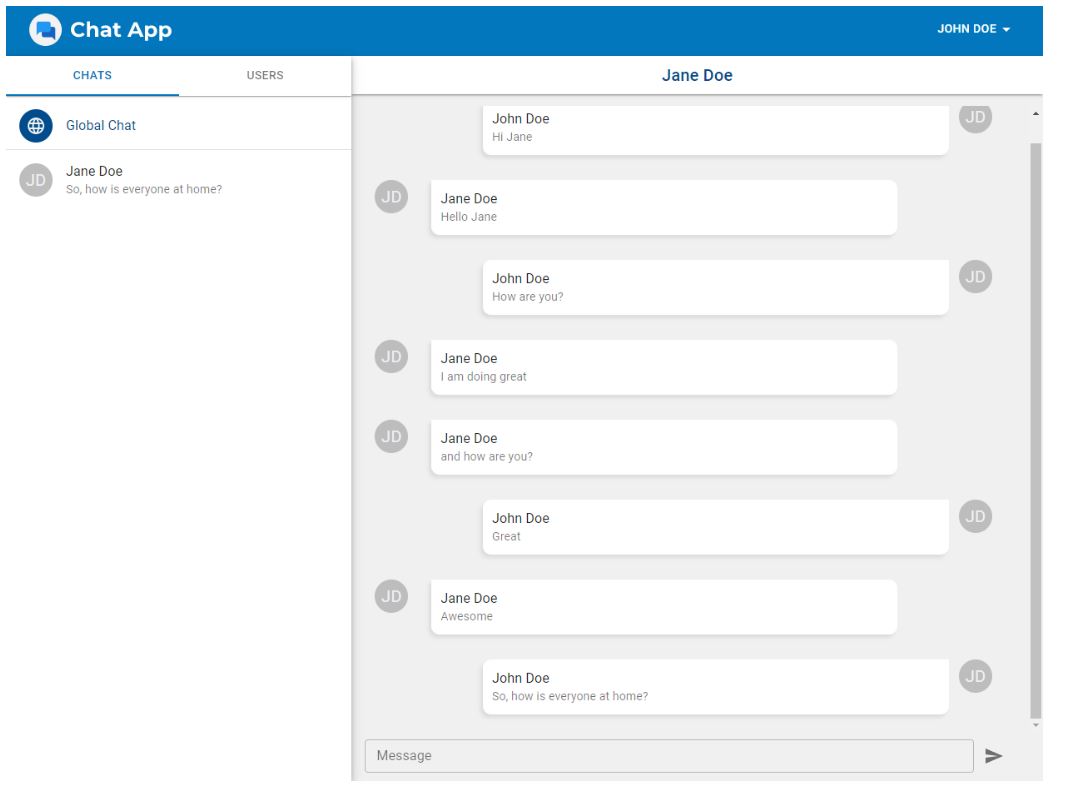 Chat App
JOHN DOE
CHATS
USERS
Global Chat
JD
Jane Doe
So, how is everyone at home?
Jane Doe
John Doe
Hi Jane
JD
JD
Jane Doe
Hello Jane
John Doe
How are you?
JD
JD
Jane Doe
I am doing great
JD
Jane Doe
and how are you?
John Doe
Great
JD
JD
Jane Doe
Awesome
John Doe
So, how is everyone at home?
JD
Message